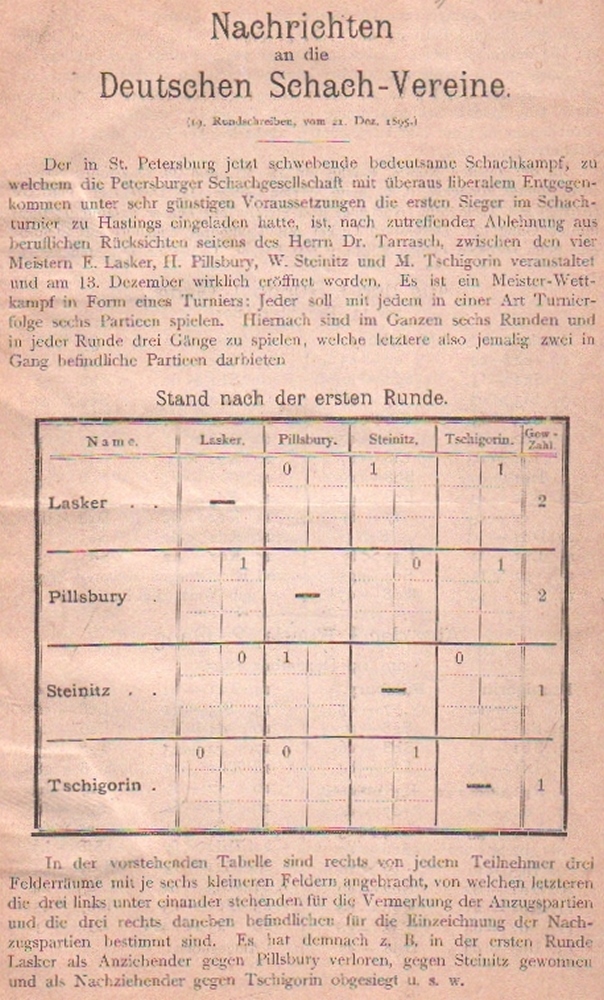 Nachrichten
an die
Deutschen Schach-Vereine.
(19. Rundschreiben, vom 21. Dez. 1895.)
Der in St. Petersburg jetzt schwebende bedeutsame Schachkampf, zu
welchem die Petersburger Schachgesellschaft mit überaus liberalem Entgegen-
kommen unter sehr günstigen Voraussetzungen die ersten Sieger im Schach-
turnier zu Hastings eingeladen hatte, ist, nach zutreffender Ablehnung aus
beruflichen Rücksichten seitens des Herrn Dr. Tarrasch, zwischen den vier
Meistern E. Lasker, H. Pillsbury, W. Steinitz und M. Tschigorin veranstaltet
und am 13. Dezember wirklich eröffnet worden. Es ist ein Meister-Wett-
kampf in Form eines Turniers: Jeder soll mit jedem in einer Art Turnier-
folge sechs Partieen spielen. Hiernach sind im Ganzen sechs Runden und
in jeder Runde drei Gänge zu spielen, welche letztere also jemalig zwei in
Gang befindliche Partieen darbieten
Stand nach der ersten Runde.
Name. Lasker. Pillsbury. Steinitz. Tschigorin. Gew-Zahl.
Lasker . . — 0 1 1 2
Pillsbury . 1 — 0 1 2
Steinitz . . 0 1 — 0 1
Tschigorin . 0 0 1 — 1
In der vorstehenden Tabelle sind rechts von jedem Teilnehmer drei
Felderräume mit je sechs kleineren Feldern angebracht, von welchen letzteren
die drei links unter einander stehenden für die Vermerkung der Anzugspartien
und die drei rechts daneben befindlichen für die Einzeichnung der Nach-
zugspartien bestimmt sind. Es hat demnach z. B. in der ersten Runde
Lasker als Anziehender gegen Pillsbury verloren, gegen Steinitz gewonnen
und als Nachziehender gegen Tschigorin obgesiegt u. s. w.